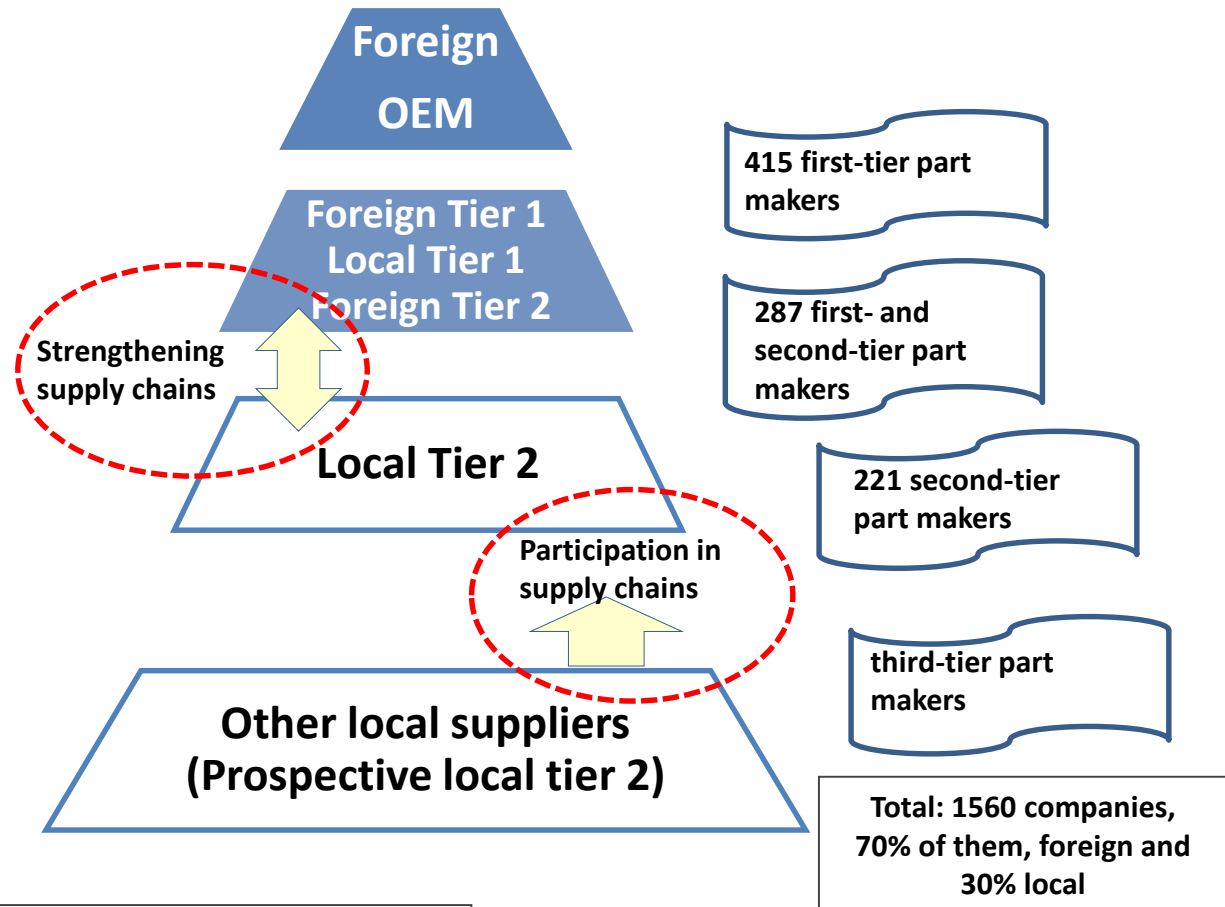 Foreign
OEM
Foreign Tier 1
Local Tier 1
Foreign Tier 2
Strengthening
supply chains
Local Tier 2
Participation in
supply chains
Other local suppliers
(Prospective local tier 2)
415 first-tier part
makers
287 first- and
second-tier part
makers
221 second-tier
part makers
third-tier part
makers
Total: 1560 companies,
70% of them, foreign and
30% local